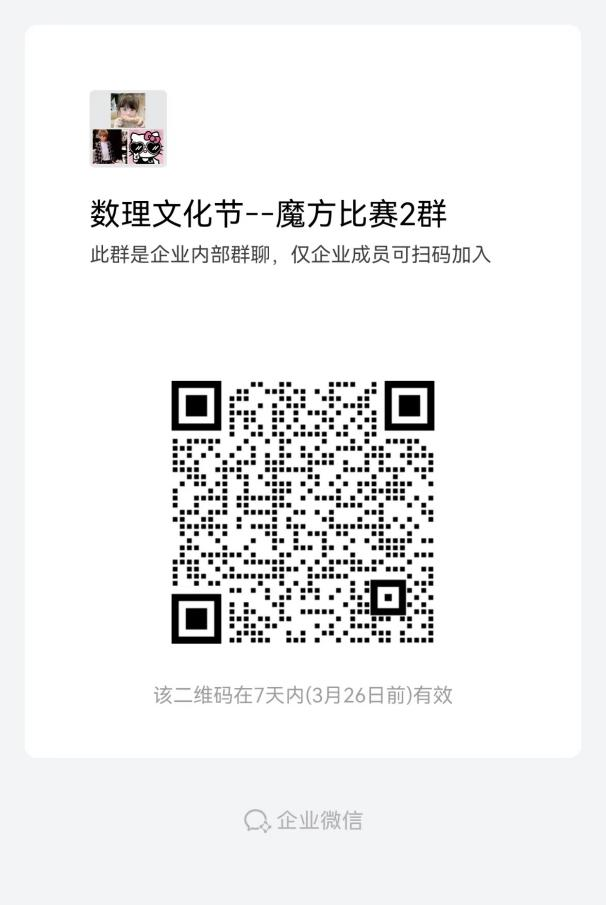 数理文化节--魔方比赛2群
此群是企业内部群聊，仅企业成员可扫码加入
该二维码在7天内(3月26日前)有效
企业微信